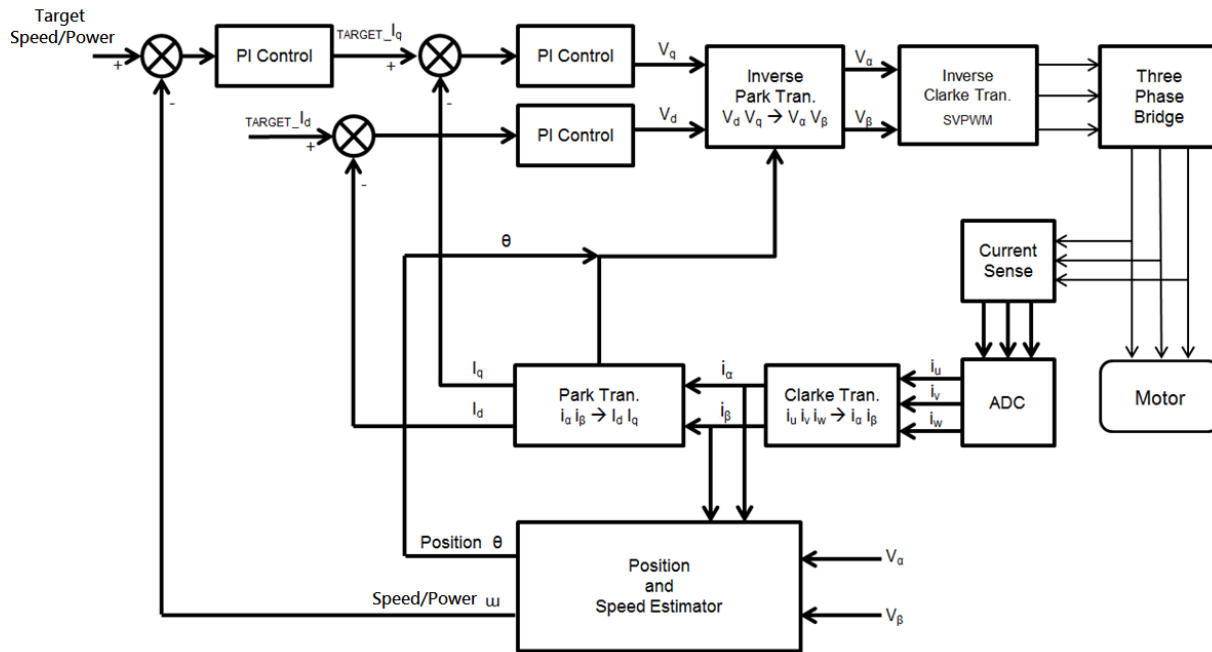 Target
Speed/Power
+
-
PI Control
TARGET_Iq
+
-
PI Control
Vq
TARGET_Id
+
-
PI Control
Vd
Inverse
Park Tran.
Vd Vq → Vα Vβ
Vα
Vβ
Inverse
Clarke Tran.
SVPWM
Three
Phase
Bridge
θ
Current
Sense
Iq
Id
Park Tran.
iα iβ → Id Iq
iα
iβ
Clarke Tran.
iu iv iw → iα iβ
iu
iv
iw
ADC
Motor
Position θ
Speed/Power ɯ
Position
and
Speed Estimator
Vα
Vβ